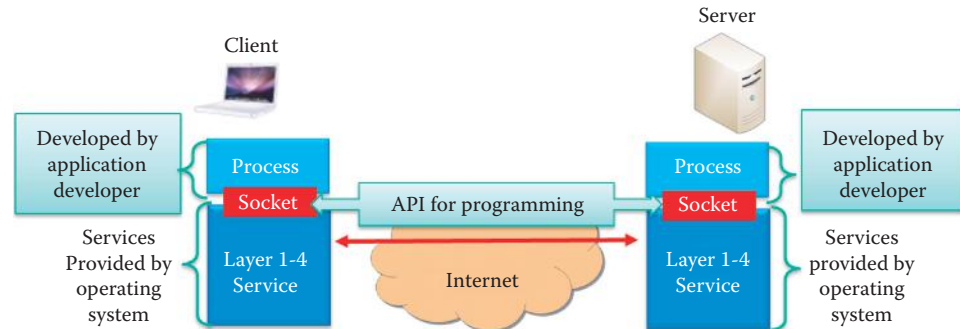 Server
Client
Developed by
application
developer
Process
Socket
API for programming
Process
Socket
Developed by
application
developer
Services
Provided by
operating
system
Layer 1-4
Service
Internet
Layer 1-4
Service
Services
provided by
operating
system